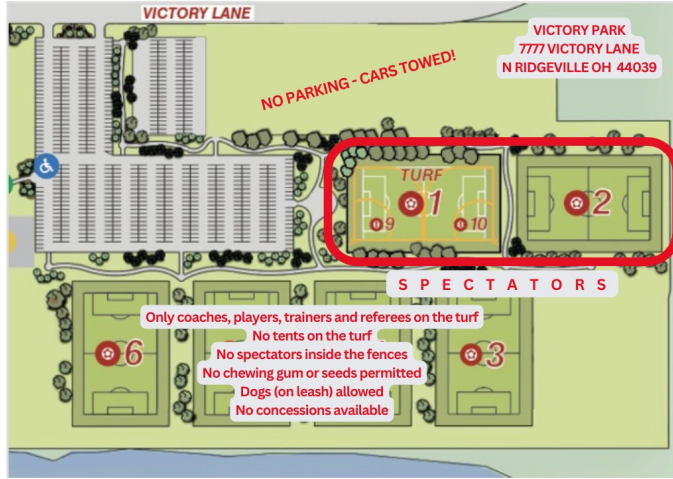 VICTORY LANE
VICTORY PARK
7777 VICTORY LANE
N RIDGEVILLE OH 44039
NO PARKING - CARS TOWED!
TURF
1
2
9
10
SPECTATORS
Only coaches, players, trainers and referees on the turf
No tents on the turf
No spectators inside the fences
No chewing gum or seeds permitted
Dogs (on leash) allowed
No concessions available
6
3